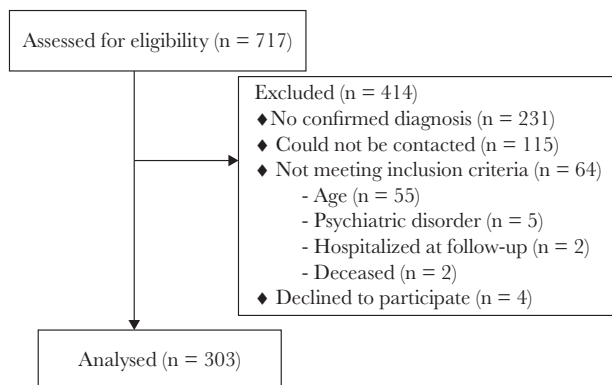 Assessed for eligibility (n = 717)
Excluded (n = 414)
♦No confirmed diagnosis (n = 231)
♦ Could not be contacted (n = 115)
♦ Not meeting inclusion criteria (n = 64)
- Age (n = 55)
- Psychiatric disorder (n = 5)
- Hospitalized at follow-up (n = 2)
- Deceased (n = 2)
♦ Declined to participate (n = 4)
Analysed (n = 303)